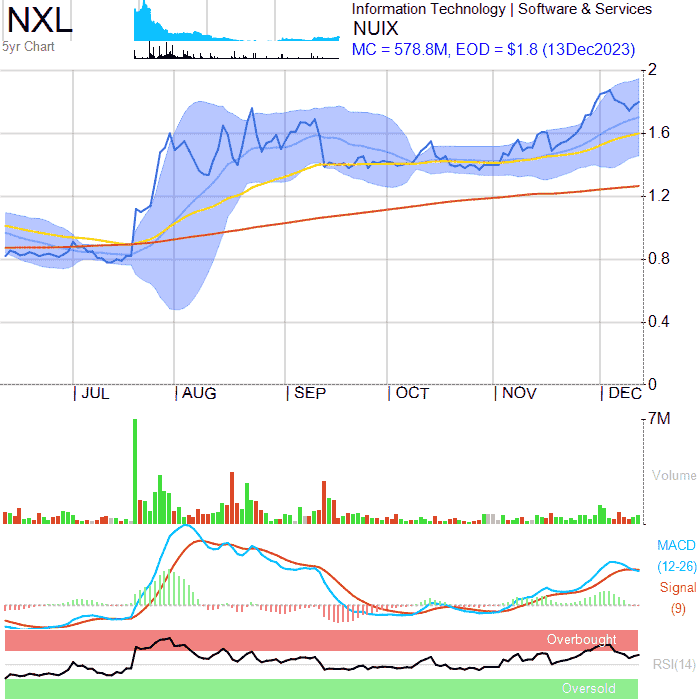 NXL
5yr Chart
Information Technology | Software & Services
NUIX
MC = 578.8M, EOD = $1.8 (13Dec2023)
2
1.6
1.2
0.8
0.4
0
| JUL | AUG | SEP | OCT | NOV | DEC
7M
Volume
MACD
(12-26)
Signal
(9)
Overbought
RSI(14)
Oversold